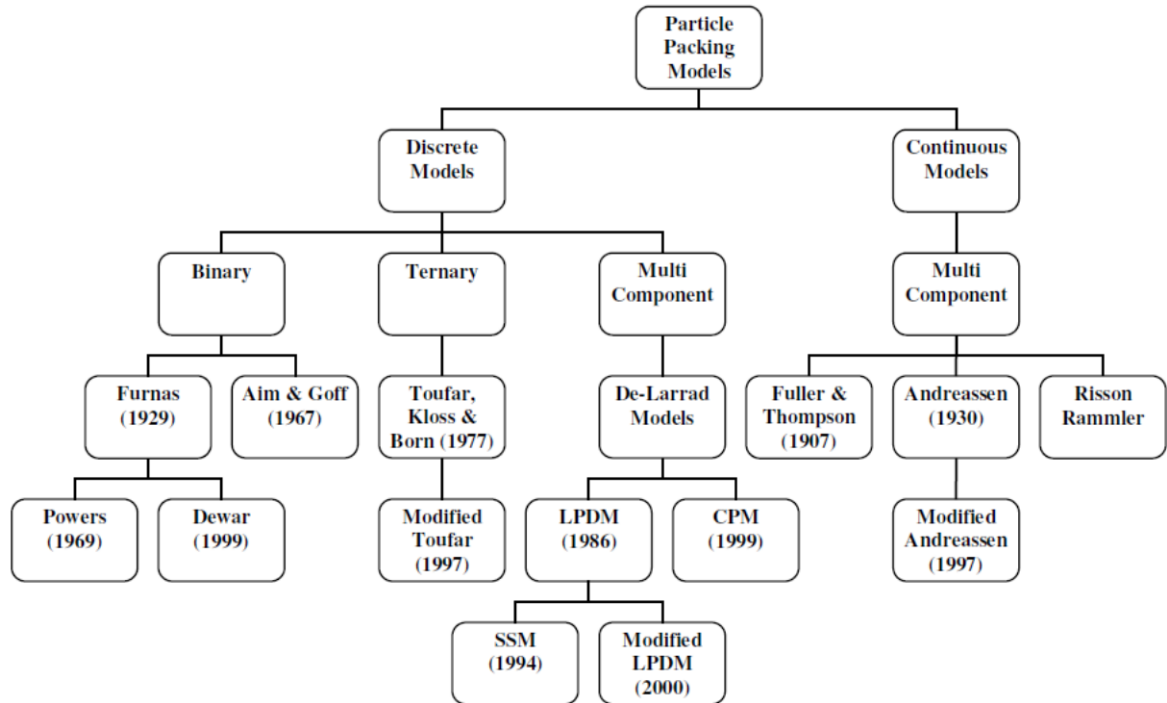 Particle
Packing
Models
Discrete
Models
Continuous
Models
Binary
Ternary
Multi
Component
Multi
Component
Furnas
(1929)
Aim & Goff
(1967)
Toufar,
Kloss &
Born (1977)
De-Larrad
Models
Fuller &
Thompson
(1907)
Andreassen
(1930)
Risson
Rammler
Powers
(1969)
Dewar
(1999)
Modified
Toufar
(1997)
LPDM
(1986)
CPM
(1999)
Modified
Andreassen
(1997)
SSM
(1994)
Modified
LPDM
(2000)